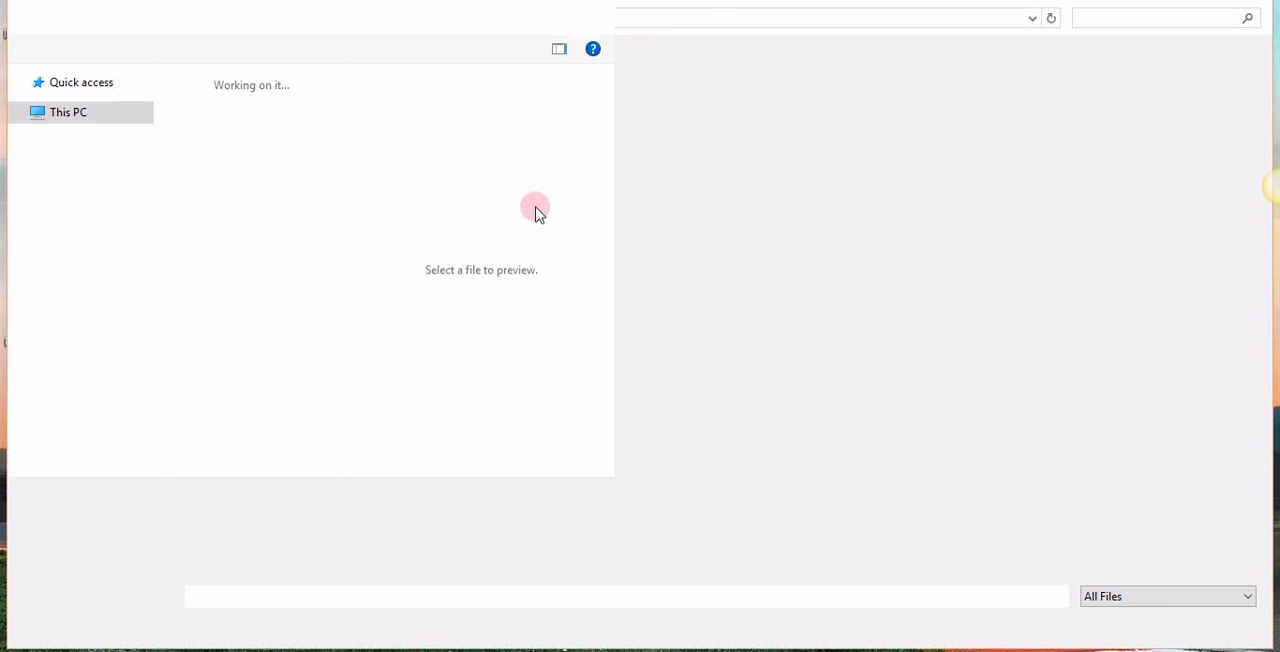 ?
Quick access
Working on it...
This PC
Select a file to preview.
All Files